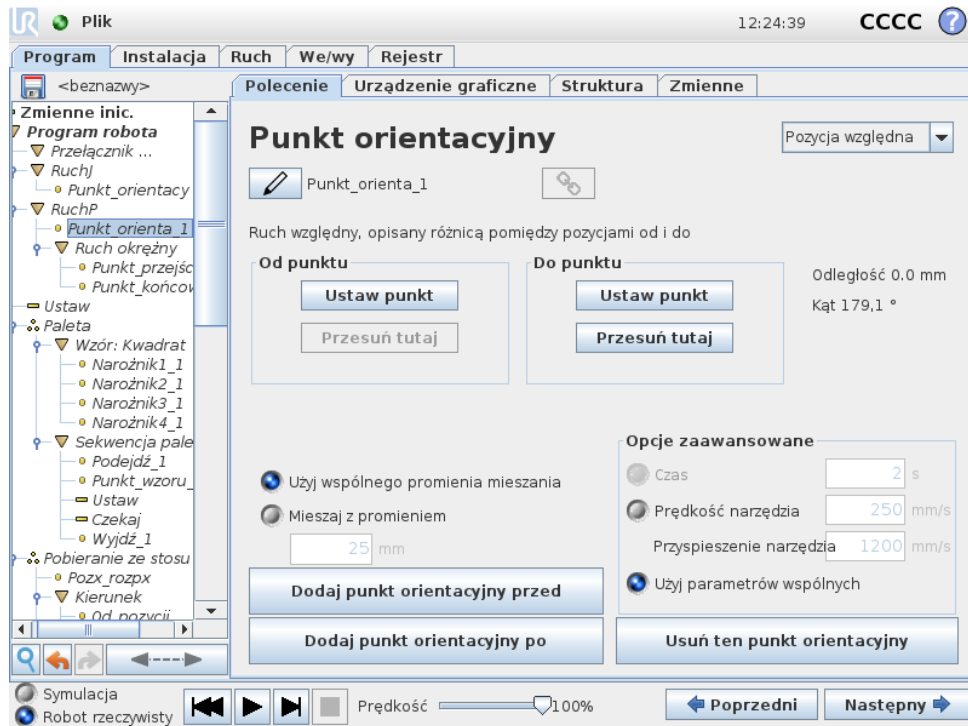 UR Plik 12:24:39 CCCC ?
Program Instalacja Ruch We/wy Rejestr
<beznazwy>
Polecenie Urządzenie graficzne Struktura Zmienne
Zmienne inic.
Program robota
Przełącznik ...
RuchJ
Punkt_orientacy
RuchP
Punkt_orienta_1
Ruch okrężny
Punkt_przejśc
Punkt_końcov
Ustaw
Paleta
Wzór: Kwadrat
Narożnik1_1
Narożnik2_1
Narożnik3_1
Narożnik4_1
Sekwencja pale
Podejdź_1
Punkt_wzoru_
Ustaw
Czekaj
Wyjdź_1
Pobieranie ze stosu
Pozx_rozpx
Kierunek
Od_pozycji
Punkt orientacyjny
Pozycja względna
Punkt_orienta_1
Ruch względny, opisany różnicą pomiędzy pozycjami od i do
Od punktu
Ustaw punkt
Przesuń tutaj
Do punktu
Ustaw punkt
Przesuń tutaj
Odległość 0.0 mm
Kąt 179,1 °
Użyj wspólnego promienia mieszania
Mieszaj z promieniem
25 mm
Opcje zaawansowane
Czas 2 s
Prędkość narzędzia 250 mm/s
Przyspieszenie narzędzia 1200 mm/s
Użyj parametrów wspólnych
Dodaj punkt orientacyjny przed
Dodaj punkt orientacyjny po
Usuń ten punkt orientacyjny
Symulacja
Robot rzeczywisty
Prędkość 100%
Poprzedni
Następny